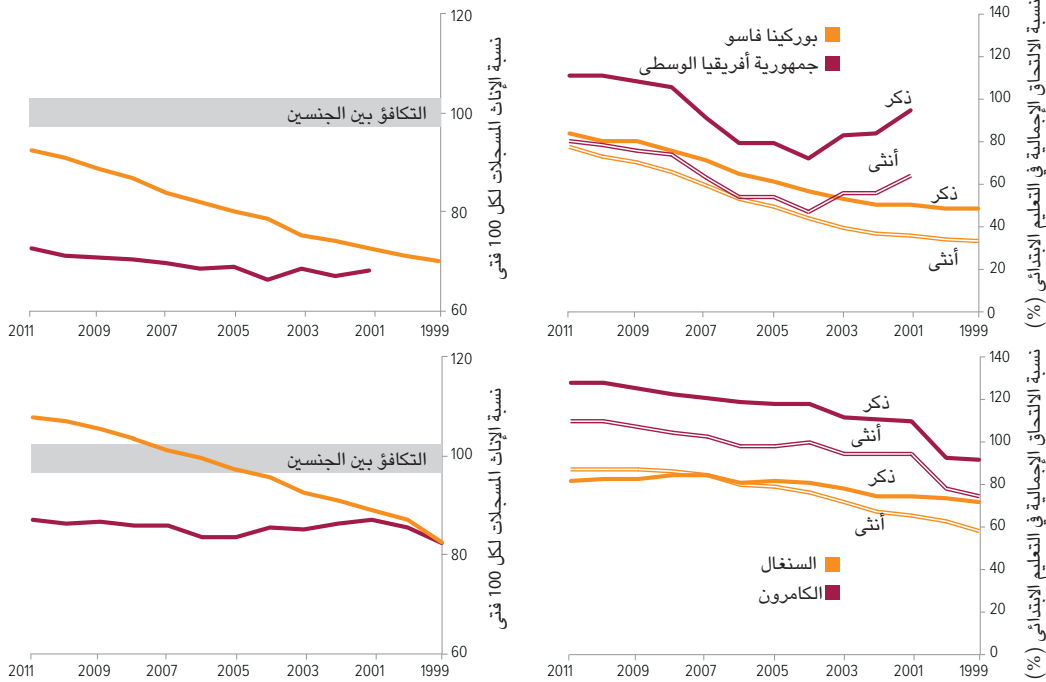 نسبة الالتحاق الإجمالية في التعليم الابتدائي (%)
140
120
100
80
60
40
20
0
بوركينا فاسو
جمهورية أفريقيا الوسطى
ذكر
أنثى
ذكر
أنثى
1999
2001
2003
2005
2007
2009
2011
نسبة الإناث المسجلات لكل 100 فتى
120
100
80
60
التكافؤ بين الجنسين
1999
2001
2003
2005
2007
2009
2011
نسبة الالتحاق الإجمالية في التعليم الابتدائي (%)
140
120
100
80
60
40
20
0
ذكر
أنثى
ذكر
أنثى
السنغال
الكامرون
1999
2001
2003
2005
2007
2009
2011
نسبة الإناث المسجلات لكل 100 فتى
120
100
80
60
التكافؤ بين الجنسين
1999
2001
2003
2005
2007
2009
2011